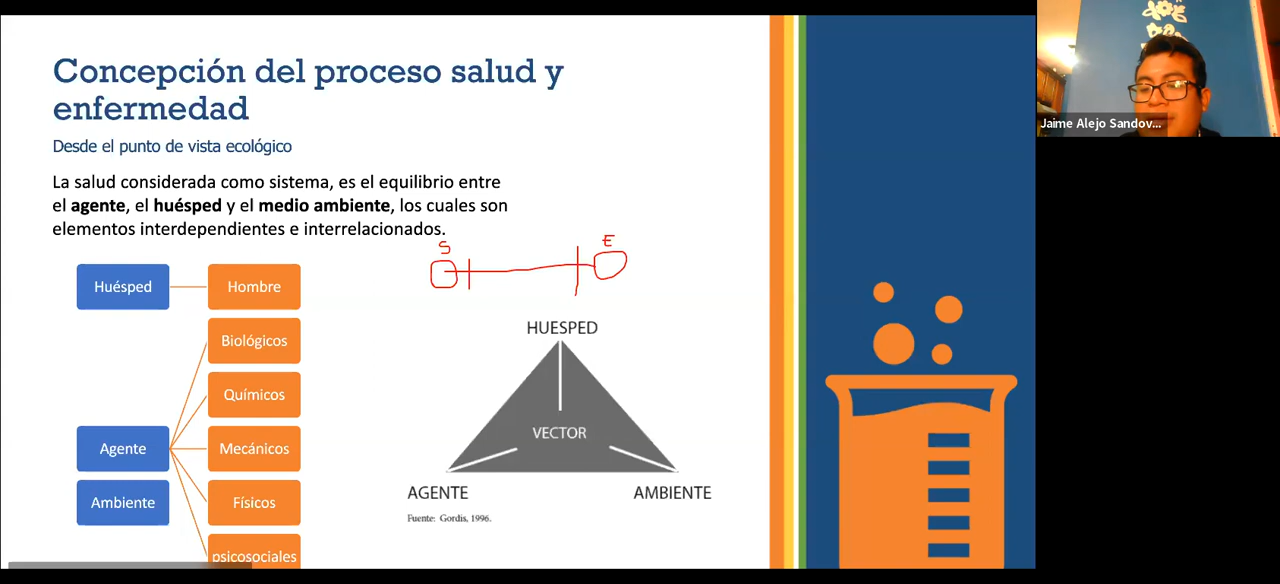 Concepción del proceso salud y
enfermedad
Desde el punto de vista ecológico
La salud considerada como sistema, es el equilibrio entre
el agente, el huésped y el medio ambiente, los cuales son
elementos interdependientes e interrelacionados.
S
E
Huésped
Hombre
Biológicos
Químicos
Agente
Mecánicos
Ambiente
Físicos
psicosociales
HUESPED
VECTOR
AGENTE
AMBIENTE
Fuente: Gordis, 1996.
Jaime Alejo Sandov...